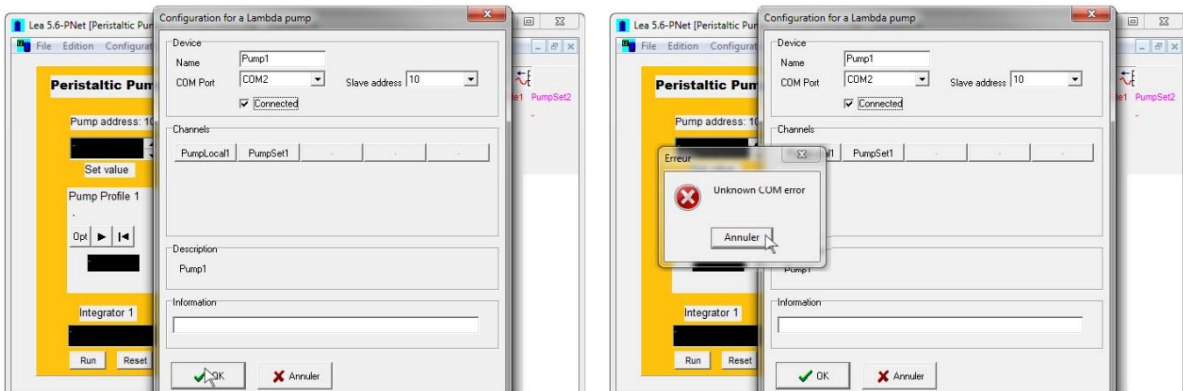 Lea 5.6-PNet [Peristaltic Pur
File Edition Configurat
Peristaltic Pum
Pump address: 10
Set value
Pump Profile 1
Opt
Integrator 1
Run Reset
PumpSet2
Configuration for a Lambda pump
Device
Name Pump1
COM Port COM2 Slave address 10
Connected
Channels
PumpLocal1 PumpSet1
Description
Pump1
Information
OK Annuler
Lea 5.6-PNet [Peristaltic Pur
File Edition Configurat
Peristaltic Pum
Pump address: 10
Integrator 1
Run Reset
PumpSet2
Configuration for a Lambda pump
Device
Name Pump1
COM Port COM2 Slave address 10
Connected
Channels
PumpSet1
Erreur
Unknown COM error
Annuler
Pump1
Information
OK Annuler